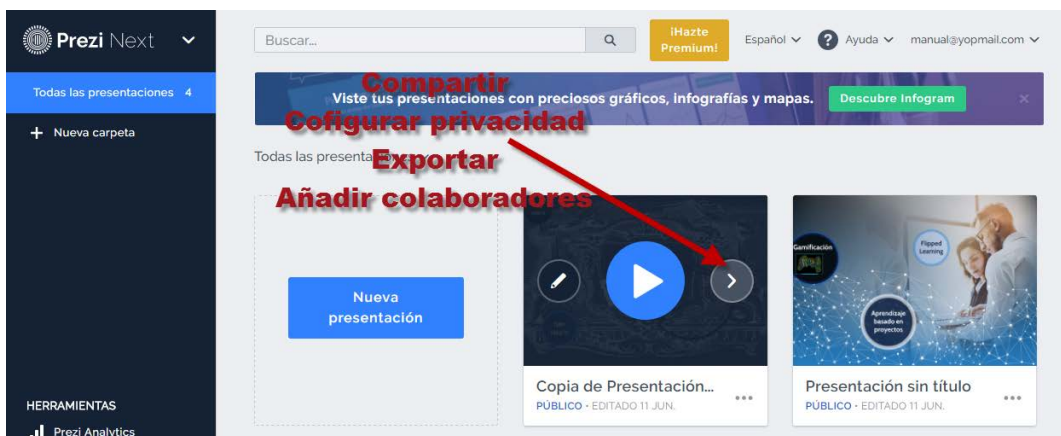 Prezi Next
Buscar...
¡Hazte
Premium!
Español
? Ayuda
manual@yopmail.com
Todas las presentaciones 4
Viste tus presentaciones con preciosos gráficos, infografías y mapas.
Descubre Infogram
×
+ Nueva carpeta
Compartir
Cofigurar privacidad
Exportar
Añadir colaboradores
Todas las presentaciones
Nueva
presentación
Gamificación
Flipped
Learning
Aprendizaje
basado en
proyectos
Copia de Presentación...
PÚBLICO · EDITADO 11 JUN.
Presentación sin título
PÚBLICO · EDITADO 11 JUN.
HERRAMIENTAS
Prezi Analytics